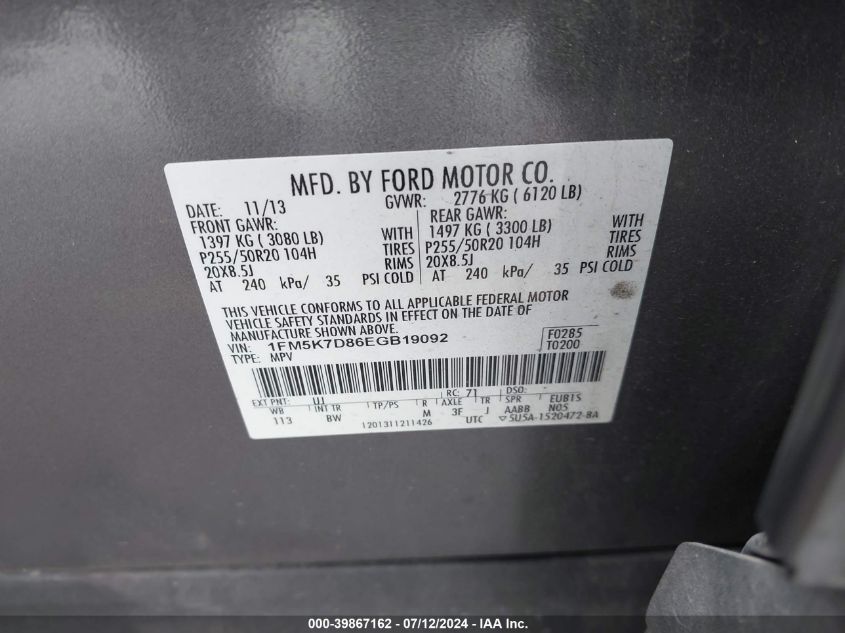 MFD. BY FORD MOTOR CO.
DATE: 11/13 GVWR: 2776 KG ( 6120 LB)
FRONT GAWR: REAR GAWR:
1397 KG ( 3080 LB) WITH 1497 KG ( 3300 LB) WITH
P255/50R20 104H TIRES P255/50R20 104H TIRES
20X8.5J RIMS 20X8.5J RIMS
AT 240 kPa/ 35 PSI COLD AT 240 kPa/ 35 PSI COLD
THIS VEHICLE CONFORMS TO ALL APPLICABLE FEDERAL MOTOR
VEHICLE SAFETY STANDARDS IN EFFECT ON THE DATE OF
MANUFACTURE SHOWN ABOVE.
VIN: 1FM5K7D86EGB19092 F0285
TYPE: MPV T0200
EXT PNT: UJ RC: 71 DSO:
WB INT TR TP/PS R AXLE TR SPR EUB1S
113 BW M 3F J AABB N05
1201311211426 UTC 5U5A-1520472-BA
000-39867162 - 07/12/2024 - IAA Inc.